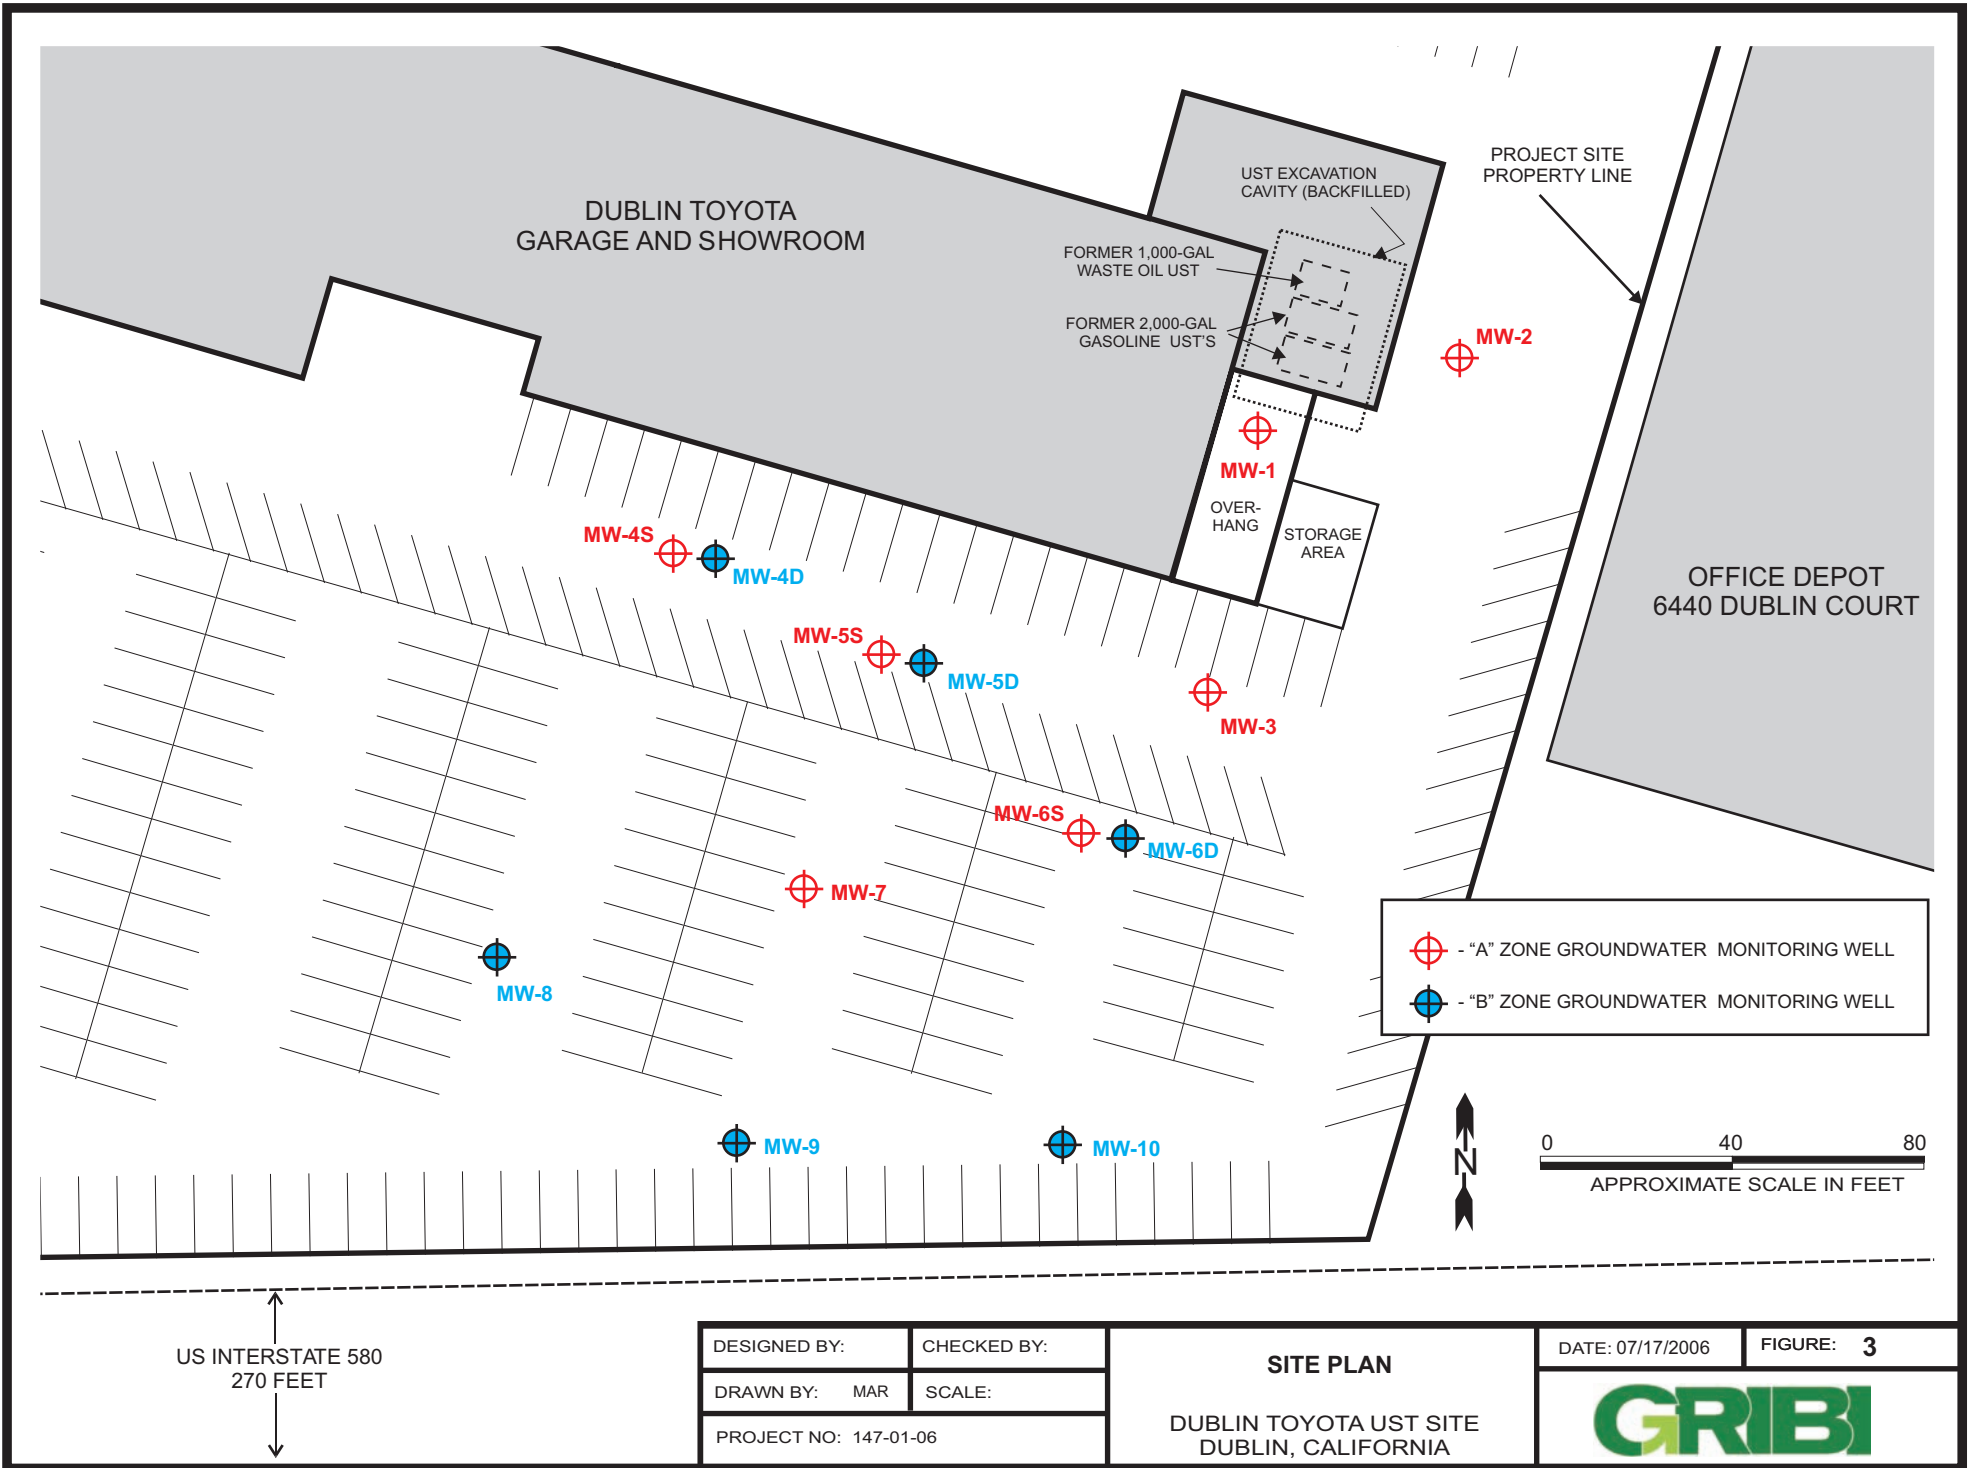 DUBLIN TOYOTA
GARAGE AND SHOWROOM
UST EXCAVATION
CAVITY (BACKFILLED)
PROJECT SITE
PROPERTY LINE
FORMER 1,000-GAL
WASTE OIL UST
FORMER 2,000-GAL
GASOLINE UST'S
MW-2
MW-1
OVER-
HANG
STORAGE
AREA
OFFICE DEPOT
6440 DUBLIN COURT
MW-4S
MW-4D
MW-5S
MW-5D
MW-3
MW-6S
MW-6D
MW-7
MW-8
MW-9
MW-10
- “A” ZONE GROUNDWATER MONITORING WELL
- “B” ZONE GROUNDWATER MONITORING WELL
N
0 40 80
APPROXIMATE SCALE IN FEET
US INTERSTATE 580
270 FEET
DESIGNED BY:
CHECKED BY:
DRAWN BY: MAR
SCALE:
PROJECT NO: 147-01-06
SITE PLAN
DUBLIN TOYOTA UST SITE
DUBLIN, CALIFORNIA
DATE: 07/17/2006
FIGURE: 3
GRIBI